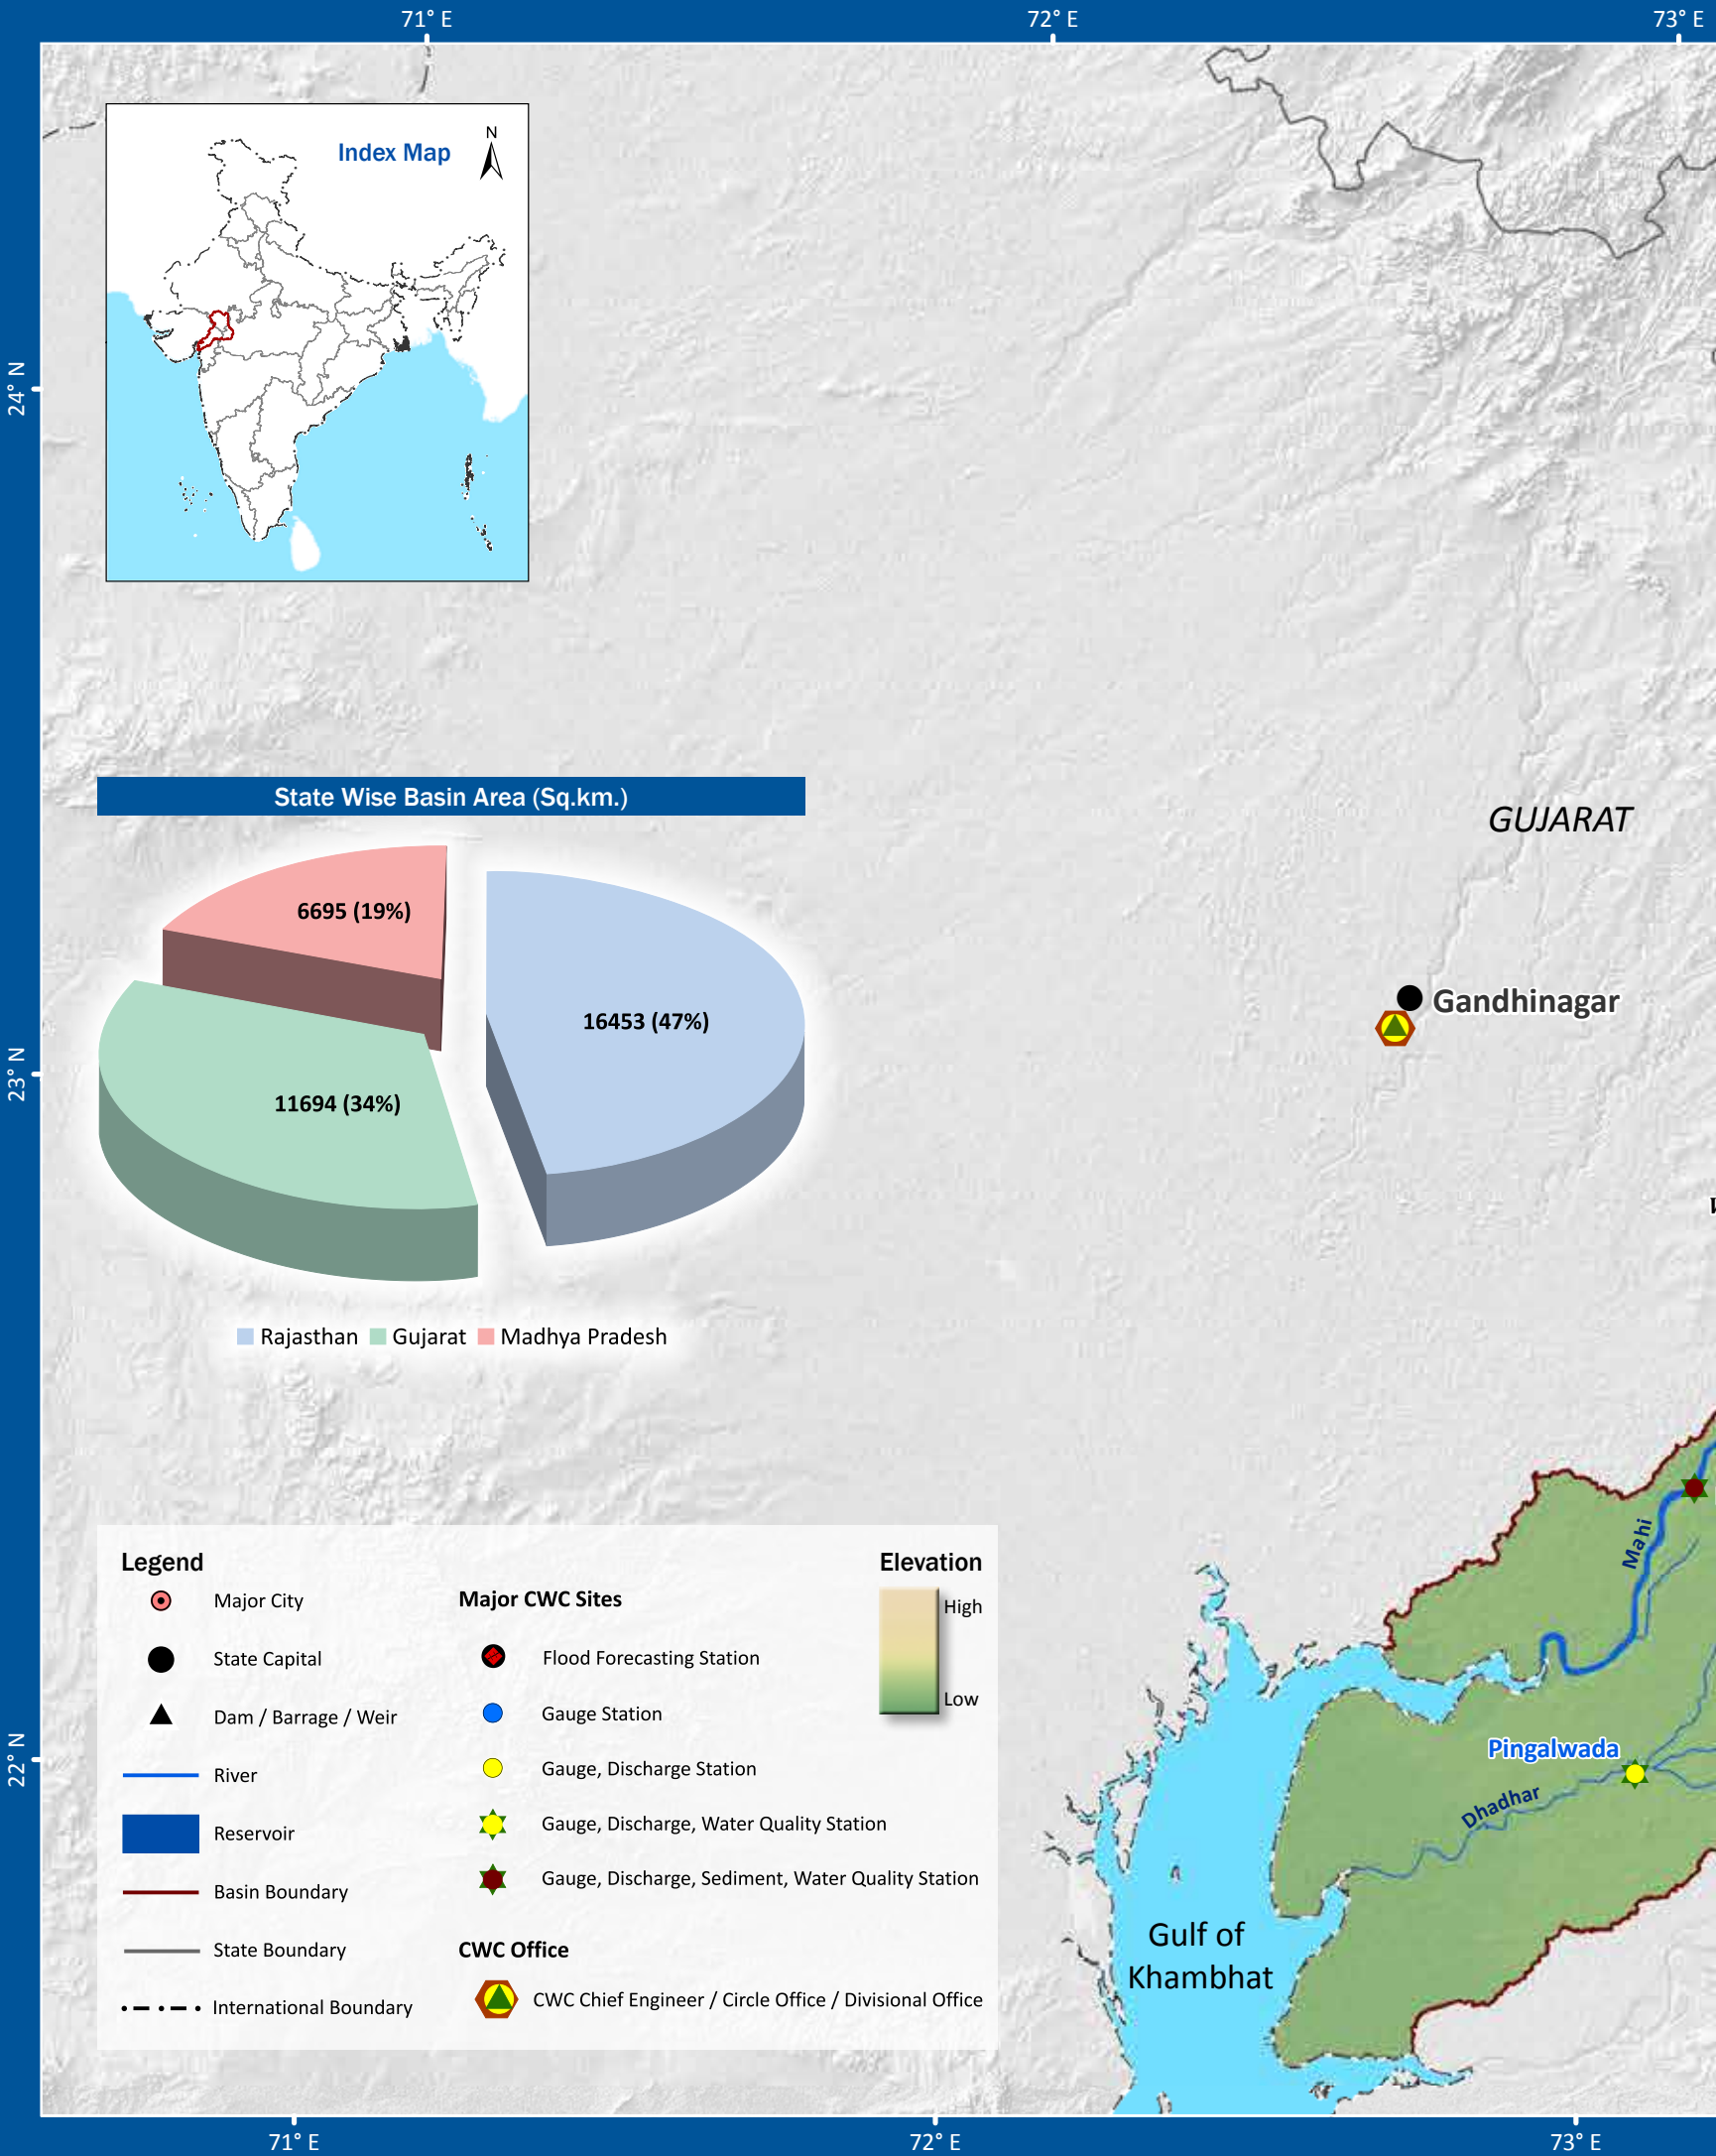 71° E
72° E
73° E
Index Map
N
24° N
State Wise Basin Area (Sq.km.)
6695 (19%)
16453 (47%)
11694 (34%)
Rajasthan
Gujarat
Madhya Pradesh
GUJARAT
Gandhinagar
23° N
Legend
Major City
State Capital
Dam / Barrage / Weir
River
Reservoir
Basin Boundary
State Boundary
International Boundary
Major CWC Sites
Flood Forecasting Station
Gauge Station
Gauge, Discharge Station
Gauge, Discharge, Water Quality Station
Gauge, Discharge, Sediment, Water Quality Station
CWC Office
CWC Chief Engineer / Circle Office / Divisional Office
Elevation
High
Low
Mahi
Pingalwada
Dhadhar
Gulf of
Khambhat
22° N
71° E
72° E
73° E